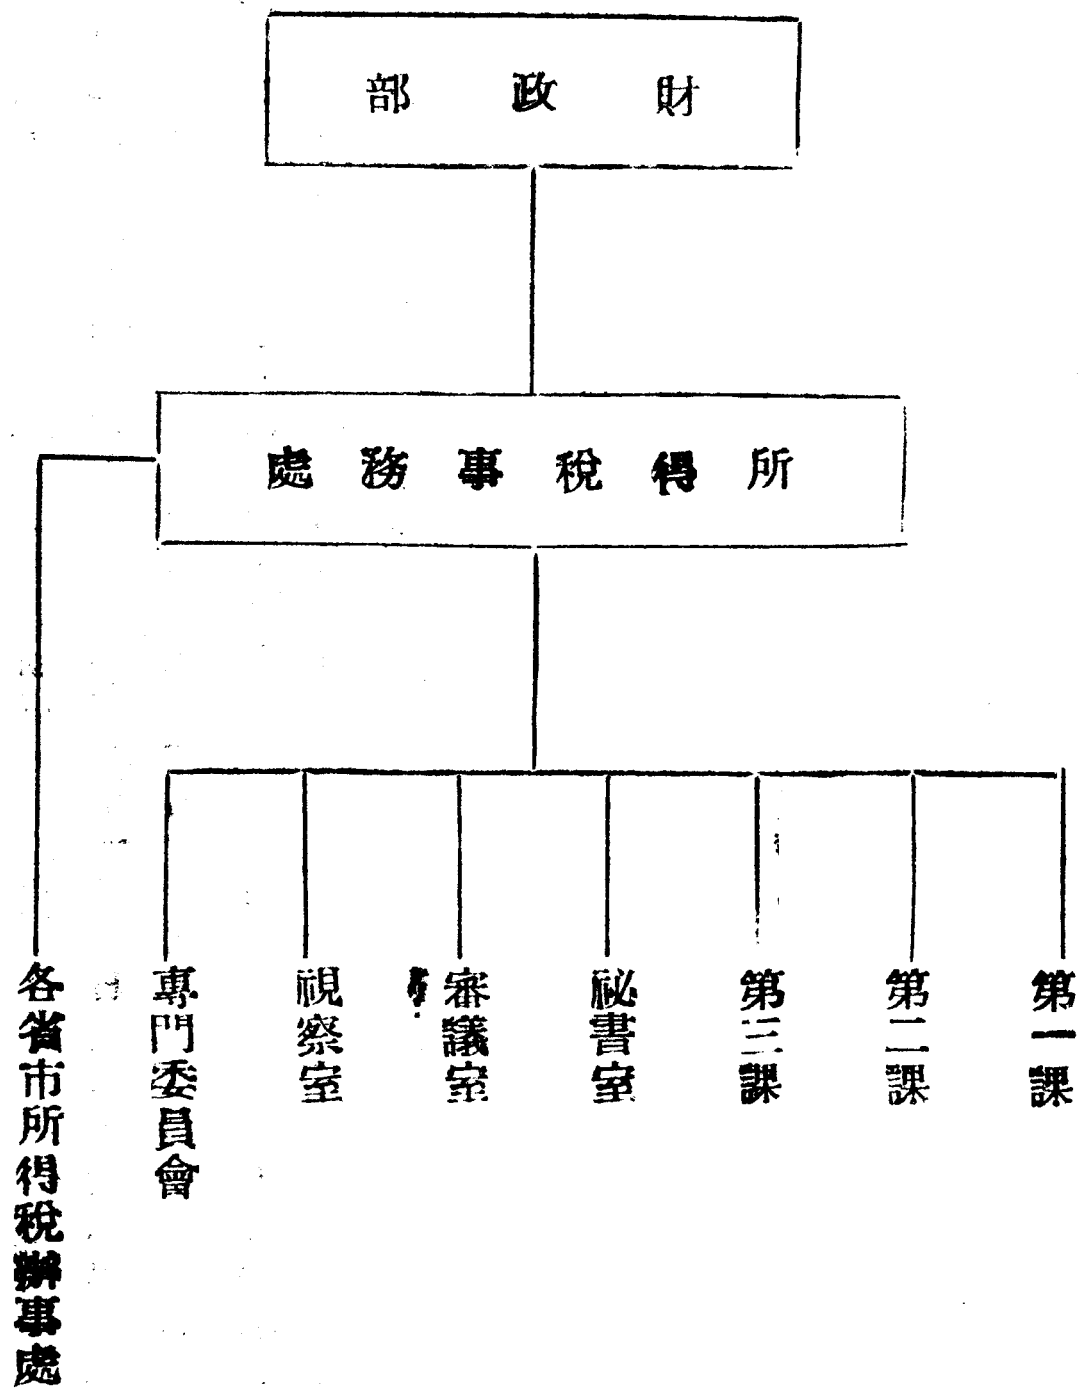 財政部
所得稅事務處
第一課
第二課
第三課
秘書室
審議室
視察室
專門委員會
各省市所得稅辦事處